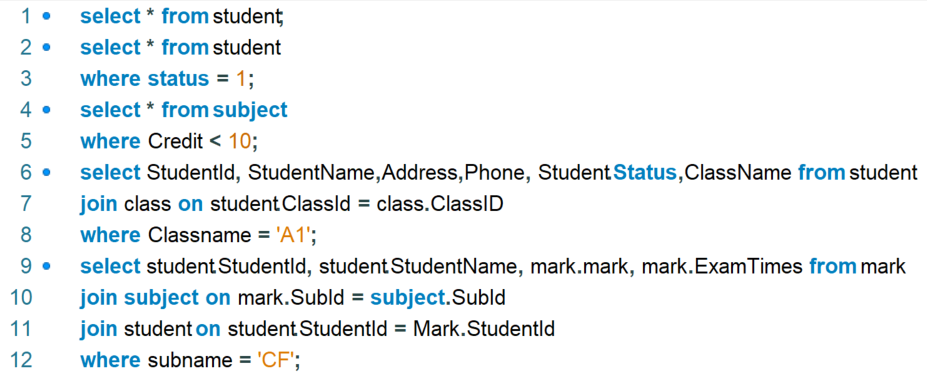 1 • select * from student;
2 • select * from student
3 where status = 1;
4 • select * from subject
5 where Credit < 10;
6 • select StudentId, StudentName,Address,Phone, Student.Status,ClassName from student
7 join class on student.ClassId = class.ClassID
8 where Classname = 'A1';
9 • select student.StudentId, student.StudentName, mark.mark, mark.ExamTimes from mark
10 join subject on mark.SubId = subject.SubId
11 join student on student.StudentId = Mark.StudentId
12 where subname = 'CF';